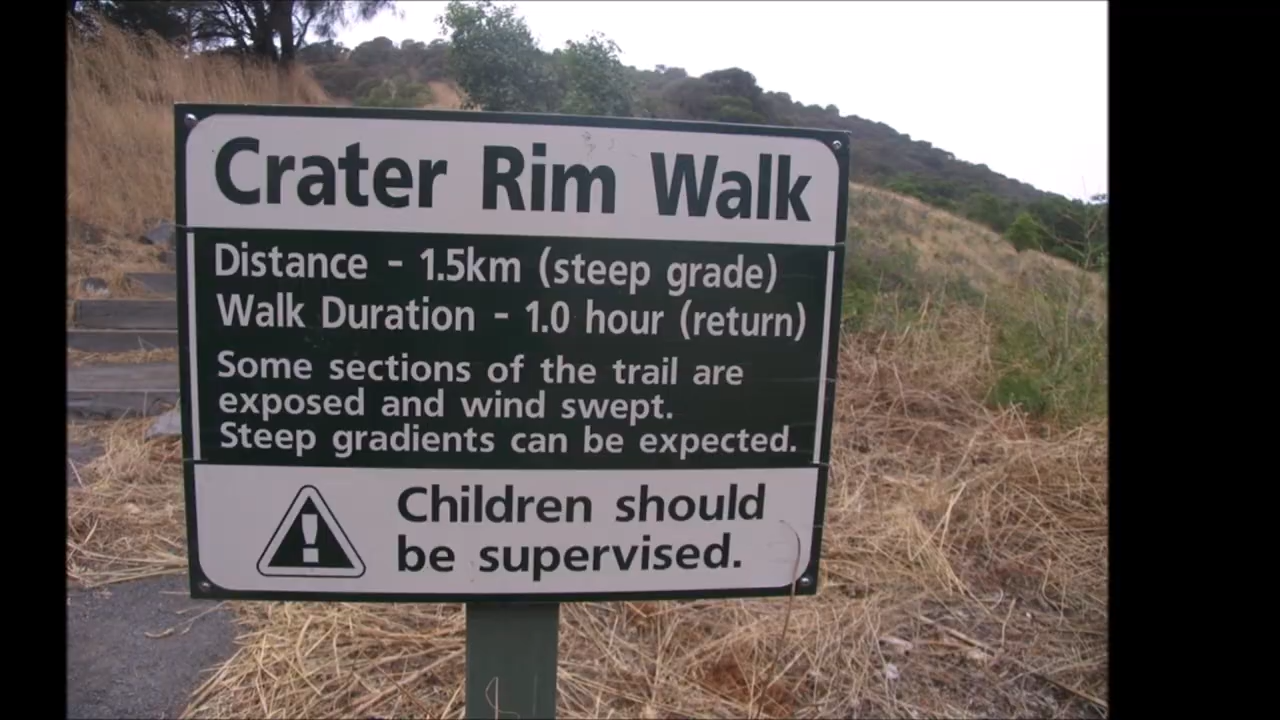 Crater Rim Walk
Distance - 1.5km (steep grade)
Walk Duration - 1.0 hour (return)
Some sections of the trail are
exposed and wind swept.
Steep gradients can be expected.
Children should
be supervised.